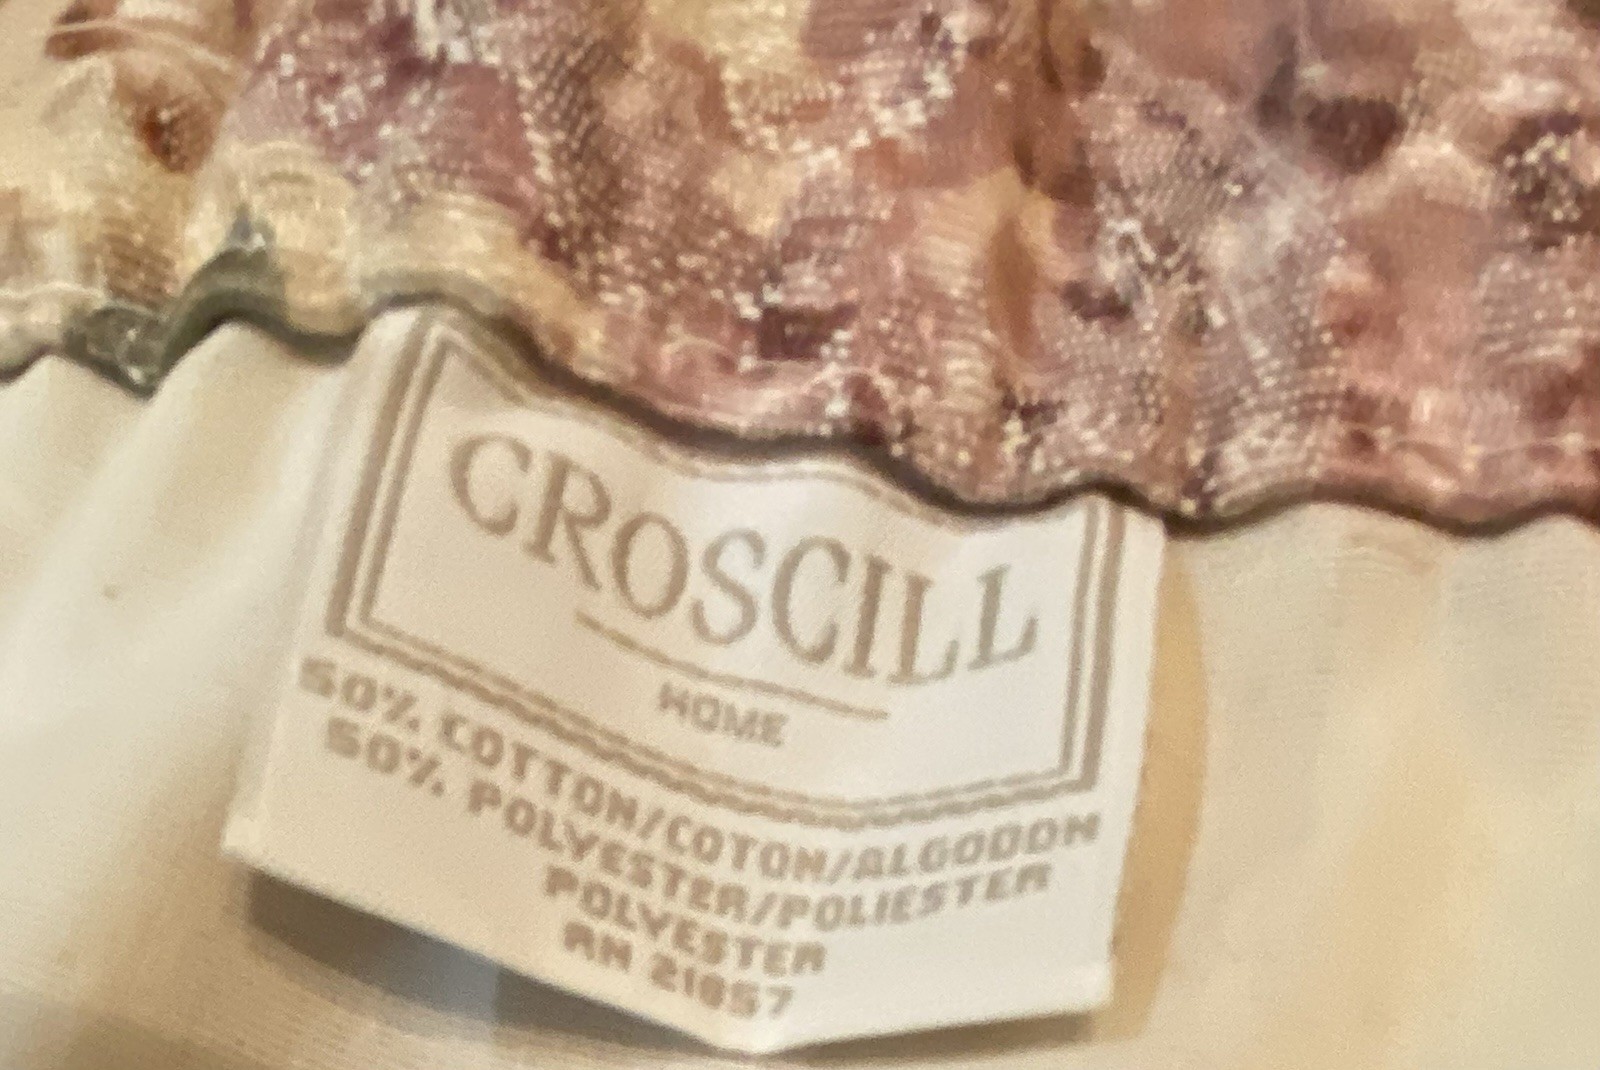 CROSCILL
HOME
50% COTTON/COTON/ALGODON
50% POLYESTER/POLIESTER
POLYESTER
RN 21857